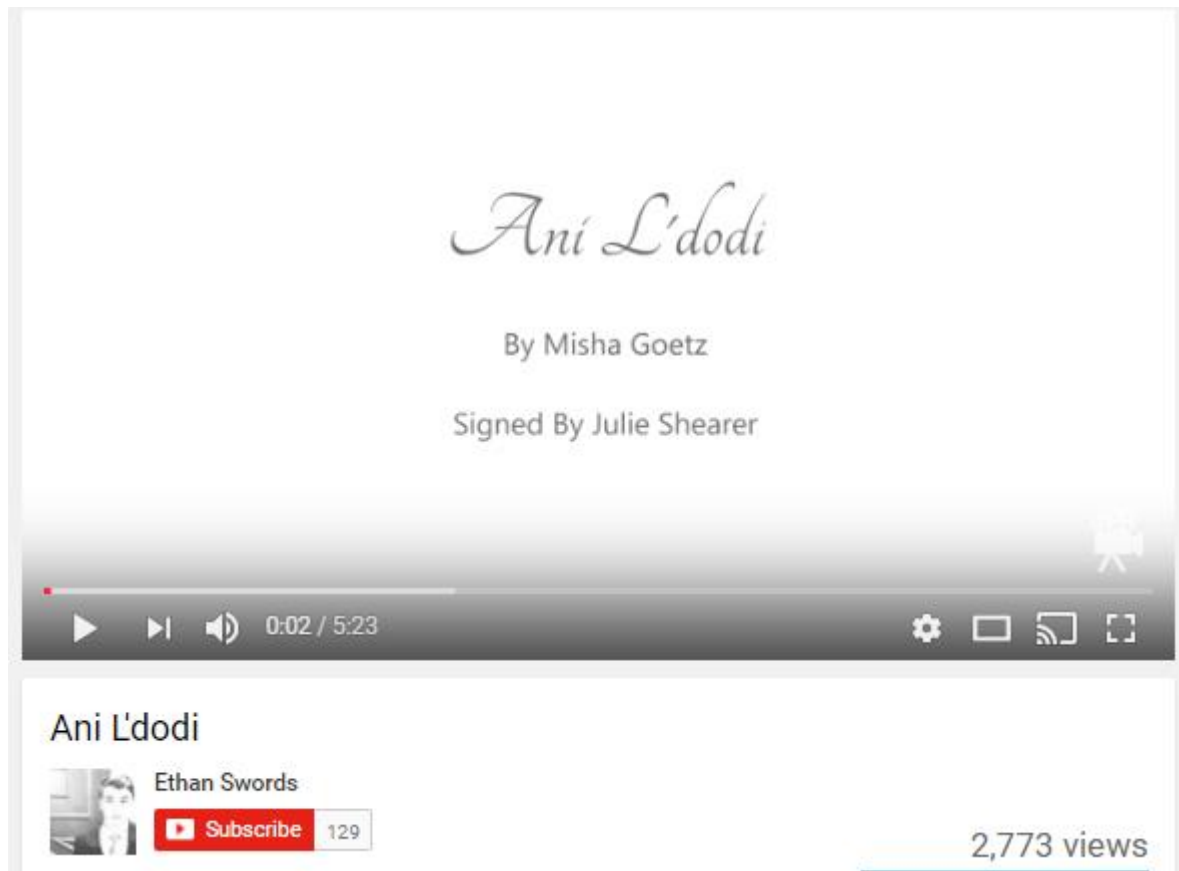 Ani L'dodi
By Misha Goetz
Signed By Julie Shearer
0:02 / 5:23
Ani L'dodi
Ethan Swords
Subscribe 129
2,773 views